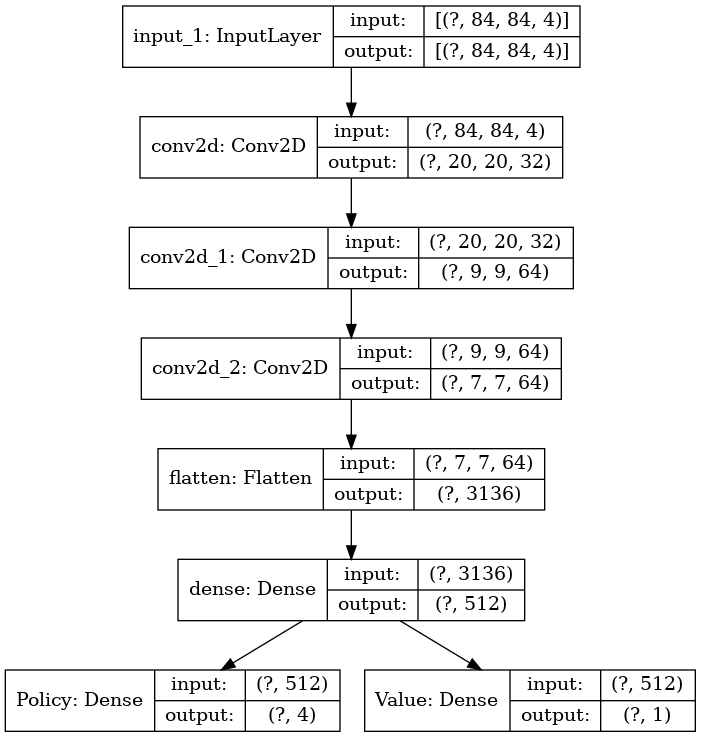 input_1: InputLayer
input:
[(?, 84, 84, 4)]
output:
[(?, 84, 84, 4)]
conv2d: Conv2D
input:
(?, 84, 84, 4)
output:
(?, 20, 20, 32)
conv2d_1: Conv2D
input:
(?, 20, 20, 32)
output:
(?, 9, 9, 64)
conv2d_2: Conv2D
input:
(?, 9, 9, 64)
output:
(?, 7, 7, 64)
flatten: Flatten
input:
(?, 7, 7, 64)
output:
(?, 3136)
dense: Dense
input:
(?, 3136)
output:
(?, 512)
Policy: Dense
input:
(?, 512)
output:
(?, 4)
Value: Dense
input:
(?, 512)
output:
(?, 1)